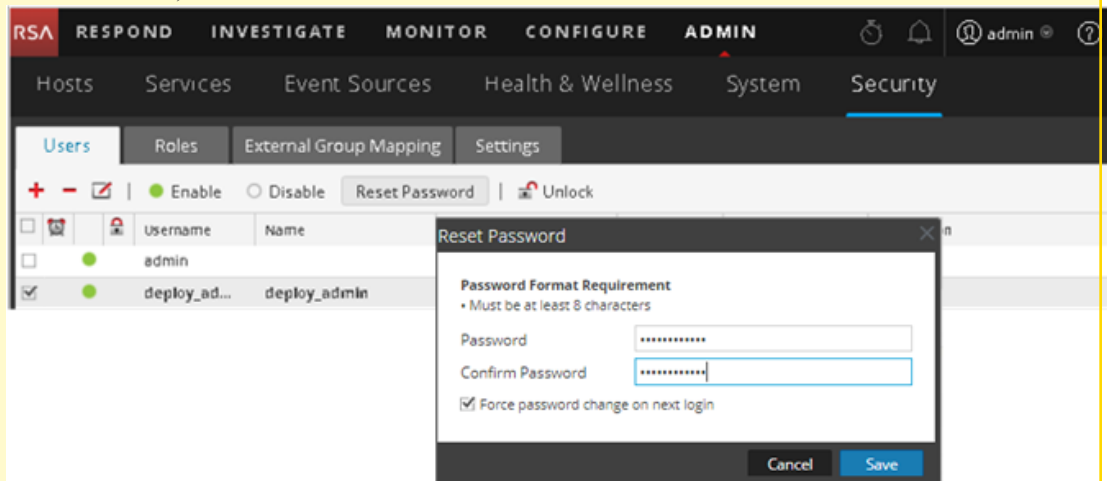 RSA RESPOND INVESTIGATE MONITOR CONFIGURE ADMIN admin
Hosts Services Event Sources Health & Wellness System Security
Users Roles External Group Mapping Settings
Enable Disable Reset Password Unlock
Username Name
admin
deploy_ad... deploy_admin
Reset Password
Password Format Requirement
• Must be at least 8 characters
Password ••••••••••••
Confirm Password ••••••••••••
Force password change on next login
Cancel Save